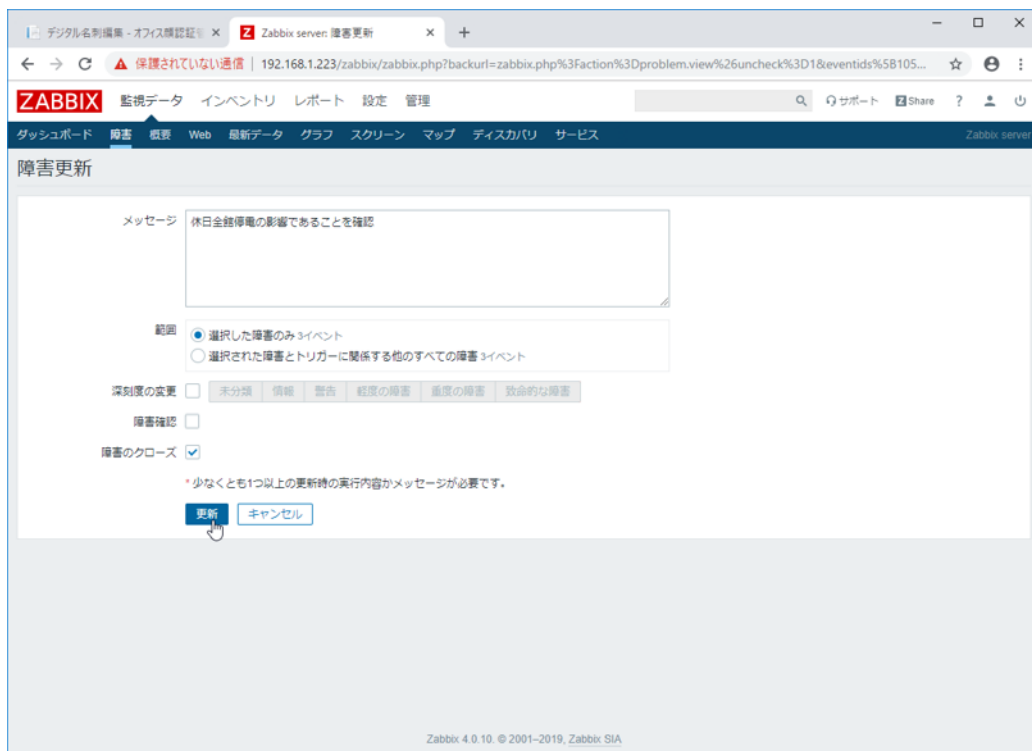 デジタル名刺編集 - オフィス顔認証
Zabbix server: 障害更新
保護されていない通信 | 192.168.1.223/zabbix/zabbix.php?backurl=zabbix.php%3Faction%3Dproblem.view%26uncheck%3D1&eventids%5B105...
ZABBIX 監視データ インベントリ レポート 設定 管理 サポート Z Share ?
ダッシュボード 障害 概要 Web 最新データ グラフ スクリーン マップ ディスカバリ サービス Zabbix server
障害更新
メッセージ 休日全館停電の影響であることを確認
範囲 選択した障害のみ 3イベント
選択された障害とトリガーに関係する他のすべての障害 3イベント
深刻度の変更 未分類 情報 警告 軽度の障害 重度の障害 致命的な障害
障害確認
障害のクローズ
* 少なくとも1つ以上の更新時の実行内容かメッセージが必要です。
更新 キャンセル
Zabbix 4.0.10. © 2001–2019, Zabbix SIA